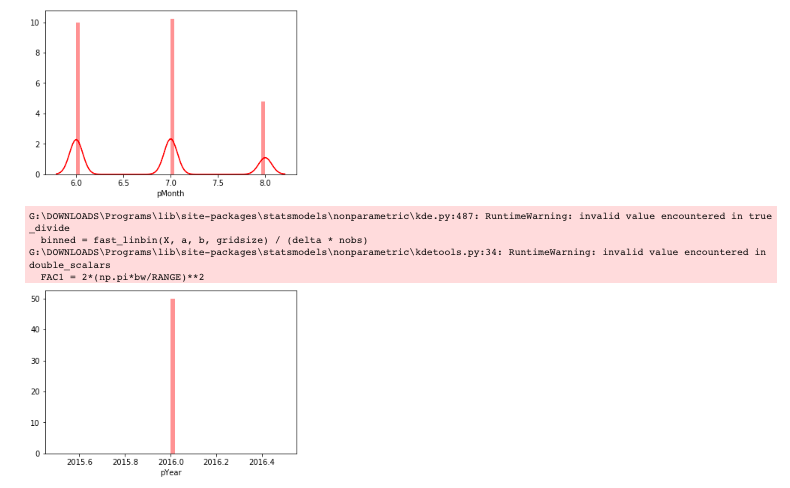 10
8
6
4
2
0
6.0 6.5 7.0 7.5 8.0
pMonth
G:\DOWNLOADS\Programs\lib\site-packages\statsmodels\nonparametric\kde.py:487: RuntimeWarning: invalid value encountered in true
_divide
binned = fast_linbin(X, a, b, gridsize) / (delta * nobs)
G:\DOWNLOADS\Programs\lib\site-packages\statsmodels\nonparametric\kdetools.py:34: RuntimeWarning: invalid value encountered in
double_scalars
FAC1 = 2*(np.pi*bw/RANGE)**2
50
40
30
20
10
0
2015.6 2015.8 2016.0 2016.2 2016.4
pYear